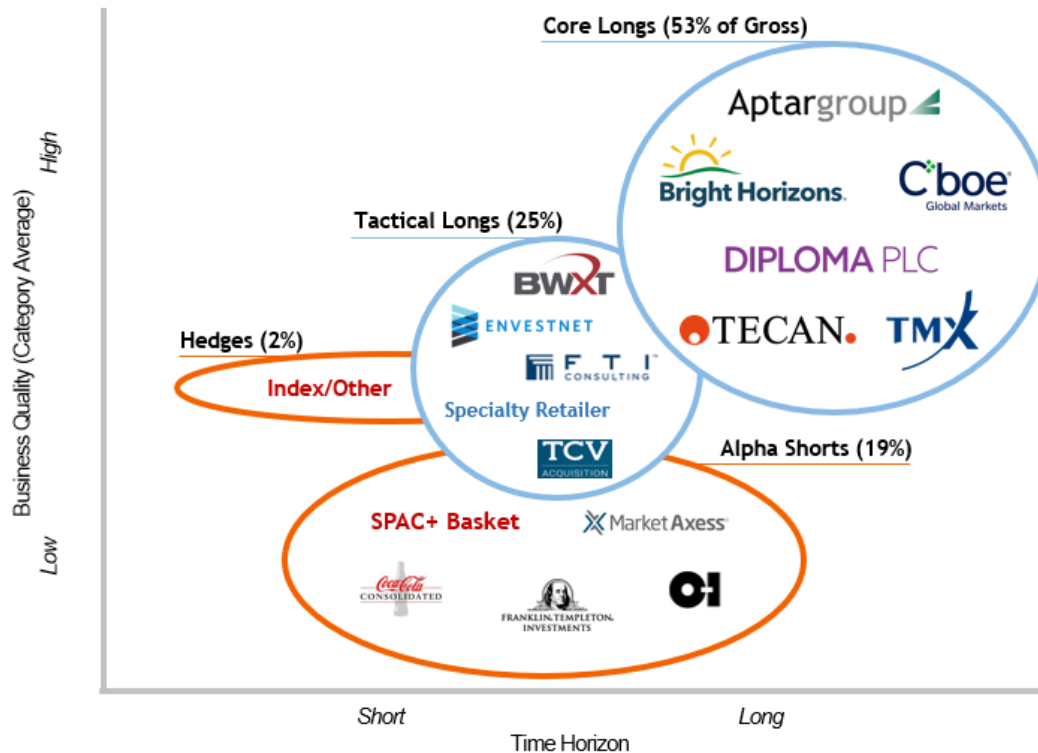 Core Longs (53% of Gross)
Aptargroup
Bright Horizons.
Cboe
Global Markets
DIPLOMA PLC
TECAN.
TMX
Tactical Longs (25%)
BWXT
ENVESTNET
F T I™
CONSULTING
Specialty Retailer
TCV
ACQUISITION
Hedges (2%)
Index/Other
Alpha Shorts (19%)
SPAC+ Basket
MarketAxess
Coca-Cola
CONSOLIDATED
FRANKLIN TEMPLETON
INVESTMENTS
O-I
Business Quality (Category Average)
High
Low
Short
Long
Time Horizon